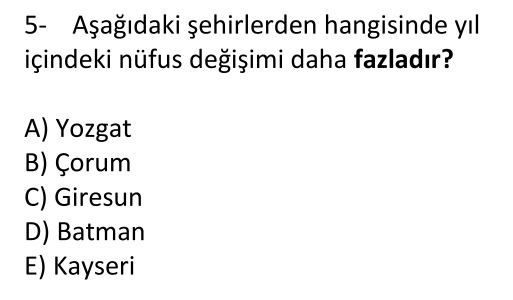 5- Aşağıdaki şehirlerden hangisinde yıl
içindeki nüfus değişimi daha fazladır?
A) Yozgat
B) Çorum
C) Giresun
D) Batman
E) Kayseri